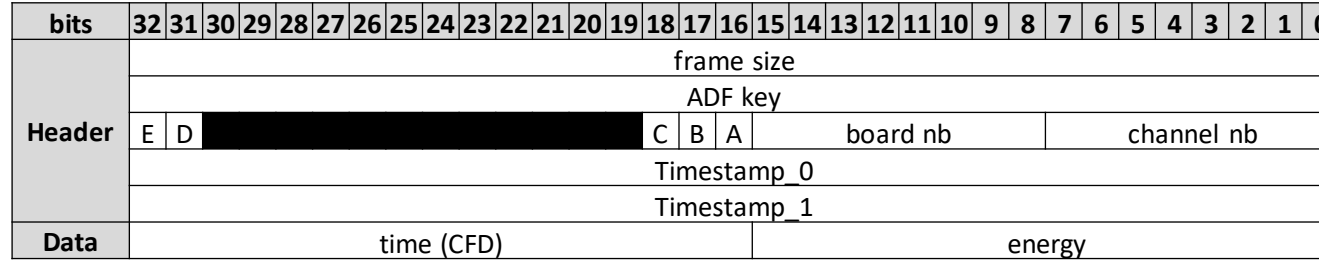 bits 32 31 30 29 28 27 26 25 24 23 22 21 20 19 18 17 16 15 14 13 12 11 10 9 8 7 6 5 4 3 2 1 0
frame size
ADF key
Header E D C B A board nb channel nb
Timestamp_0
Timestamp_1
Data time (CFD) energy